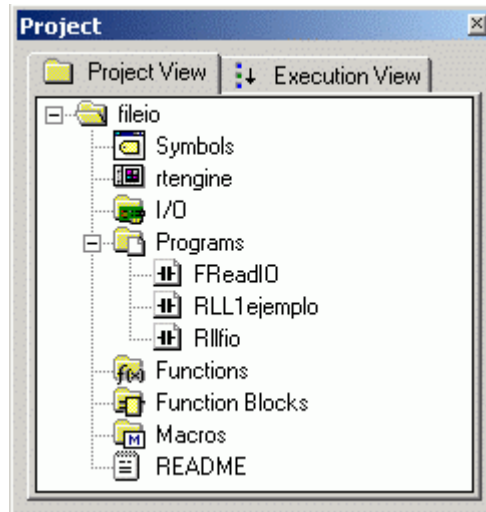 Project
Project View Execution View
fileio
Symbols
rtengine
I/O
Programs
FReadIO
RLL1ejemplo
Rllfio
Functions
Function Blocks
Macros
README